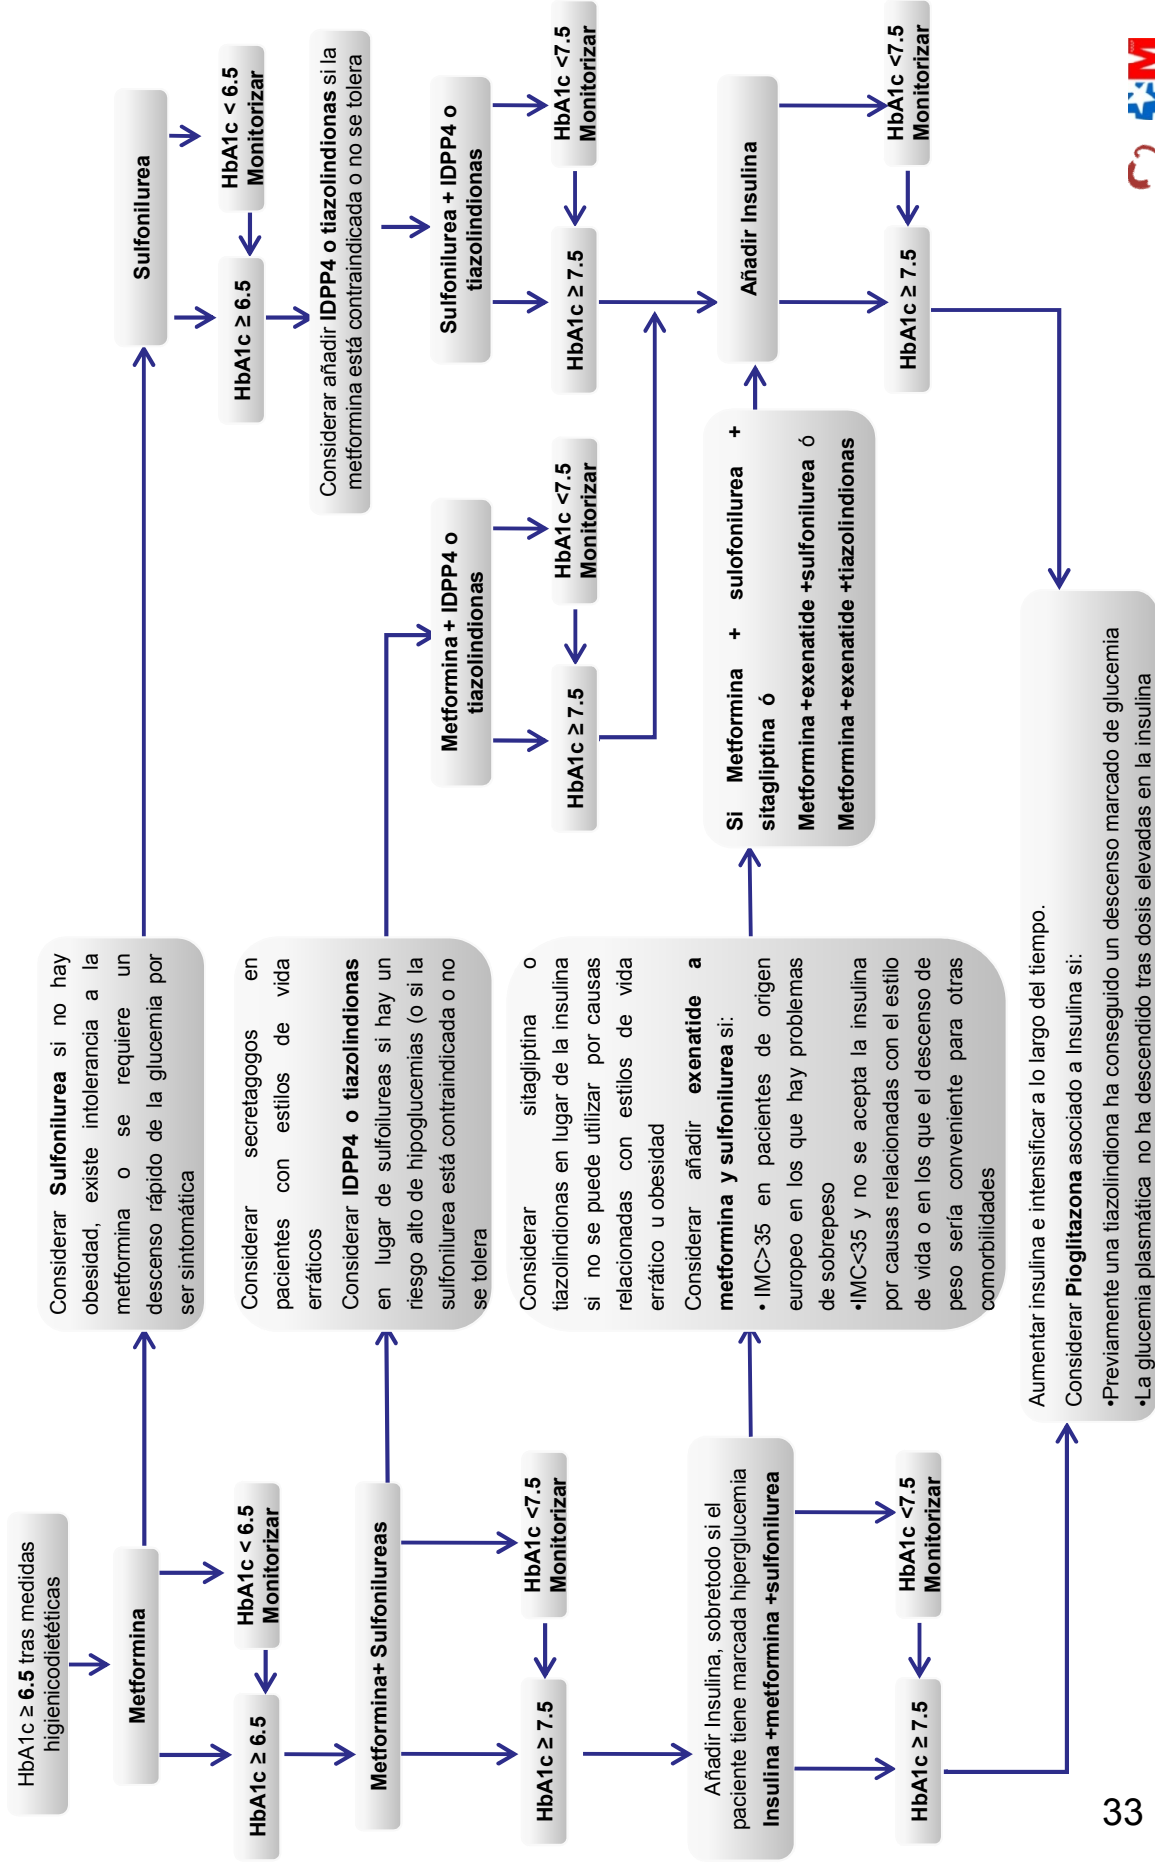 HbA1c ≥ 6.5 tras medidas
higienicodietéticas
Metformina
HbA1c ≥ 6.5
HbA1c < 6.5
Monitorizar
Metformina+ Sulfonilureas
HbA1c ≥ 7.5
HbA1c <7.5
Monitorizar
Añadir Insulina, sobretodo si el
paciente tiene marcada hiperglucemia
Insulina +metformina +sulfonilurea
HbA1c ≥ 7.5
HbA1c <7.5
Monitorizar
Considerar Sulfonilurea si no hay
obesidad, existe intolerancia a la
metformina o se requiere un
descenso rápido de la glucemia por
ser sintomática
Considerar secretagogos en
pacientes con estilos de vida
erráticos
Considerar IDPP4 o tiazolindionas
en lugar de sulfoilureas si hay un
riesgo alto de hipoglucemias (o si la
sulfonilurea está contraindicada o no
se tolera
Considerar sitagliptina o
tiazolindionas en lugar de la insulina
si no se puede utilizar por causas
relacionadas con estilos de vida
errático u obesidad
Considerar añadir exenatide a
metformina y sulfonilurea si:
• IMC>35 en pacientes de origen
europeo en los que hay problemas
de sobrepeso
•IMC<35 y no se acepta la insulina
por causas relacionadas con el estilo
de vida o en los que el descenso de
peso sería conveniente para otras
comorbilidades
Sulfonilurea
HbA1c ≥ 6.5
HbA1c < 6.5
Monitorizar
Considerar añadir IDPP4 o tiazolindionas si la
metformina está contraindicada o no se tolera
Metformina + IDPP4 o
tiazolindionas
HbA1c ≥ 7.5
HbA1c <7.5
Monitorizar
Sulfonilurea + IDPP4 o
tiazolindionas
HbA1c ≥ 7.5
HbA1c <7.5
Monitorizar
Si Metformina + sulofonilurea +
sitagliptina ó
Metformina +exenatide +sulfonilurea ó
Metformina +exenatide +tiazolindionas
Añadir Insulina
HbA1c ≥ 7.5
HbA1c <7.5
Monitorizar
Aumentar insulina e intensificar a lo largo del tiempo.
Considerar Pioglitazona asociado a Insulina si:
•Previamente una tiazolindiona ha conseguido un descenso marcado de glucemia
•La glucemia plasmática no ha descendido tras dosis elevadas en la insulina
33
M